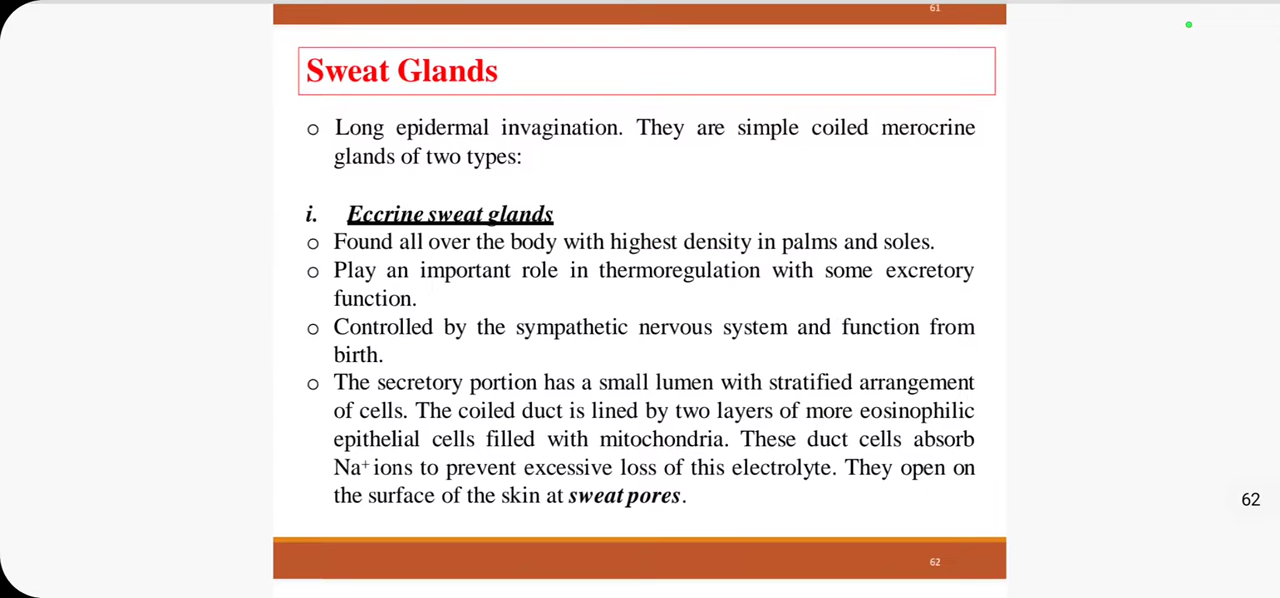 61
Sweat Glands
o Long epidermal invagination. They are simple coiled merocrine
glands of two types:
i. Eccrine sweat glands
o Found all over the body with highest density in palms and soles.
o Play an important role in thermoregulation with some excretory
function.
o Controlled by the sympathetic nervous system and function from
birth.
o The secretory portion has a small lumen with stratified arrangement
of cells. The coiled duct is lined by two layers of more eosinophilic
epithelial cells filled with mitochondria. These duct cells absorb
Na⁺ ions to prevent excessive loss of this electrolyte. They open on
the surface of the skin at sweat pores.
62
62